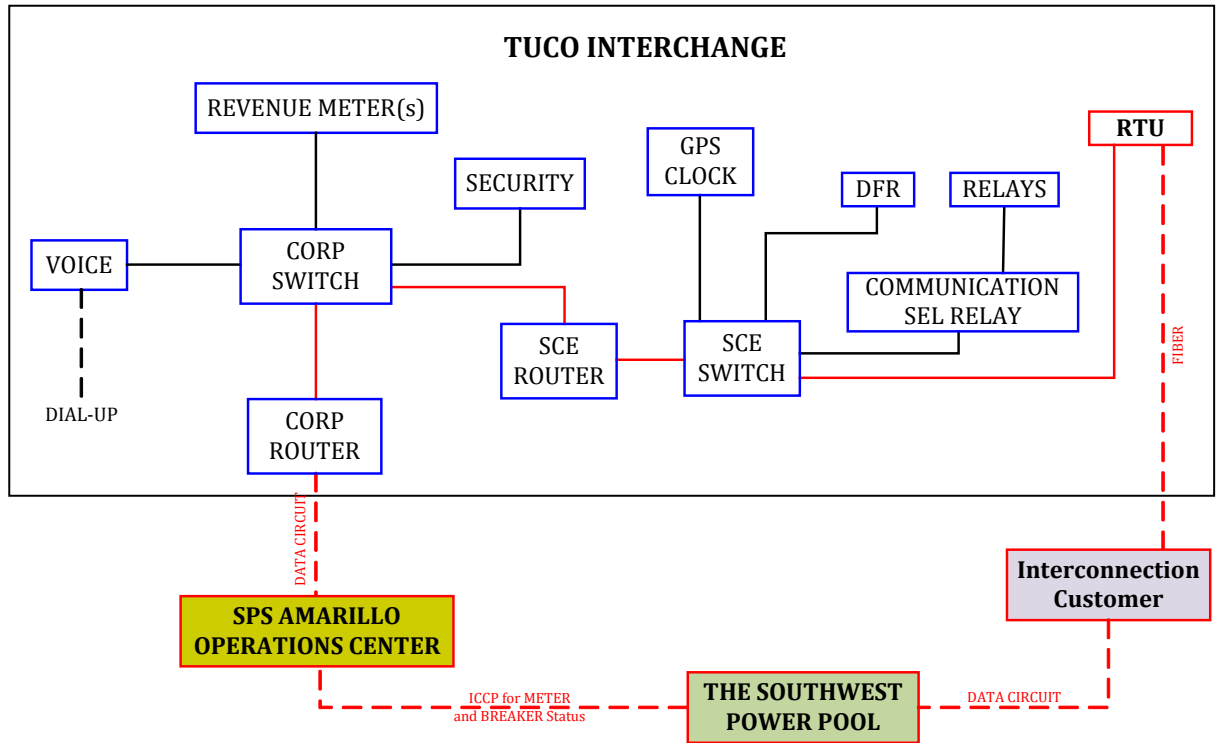 TUCO INTERCHANGE
REVENUE METER(s)
RTU
GPS
CLOCK
SECURITY
DFR
RELAYS
VOICE
CORP
SWITCH
COMMUNICATION
SEL RELAY
SCE
ROUTER
SCE
SWITCH
FIBER
DIAL-UP
CORP
ROUTER
DATA CIRCUIT
Interconnection
Customer
SPS AMARILLO
OPERATIONS CENTER
ICCP for METER
and BREAKER Status
THE SOUTHWEST
POWER POOL
DATA CIRCUIT